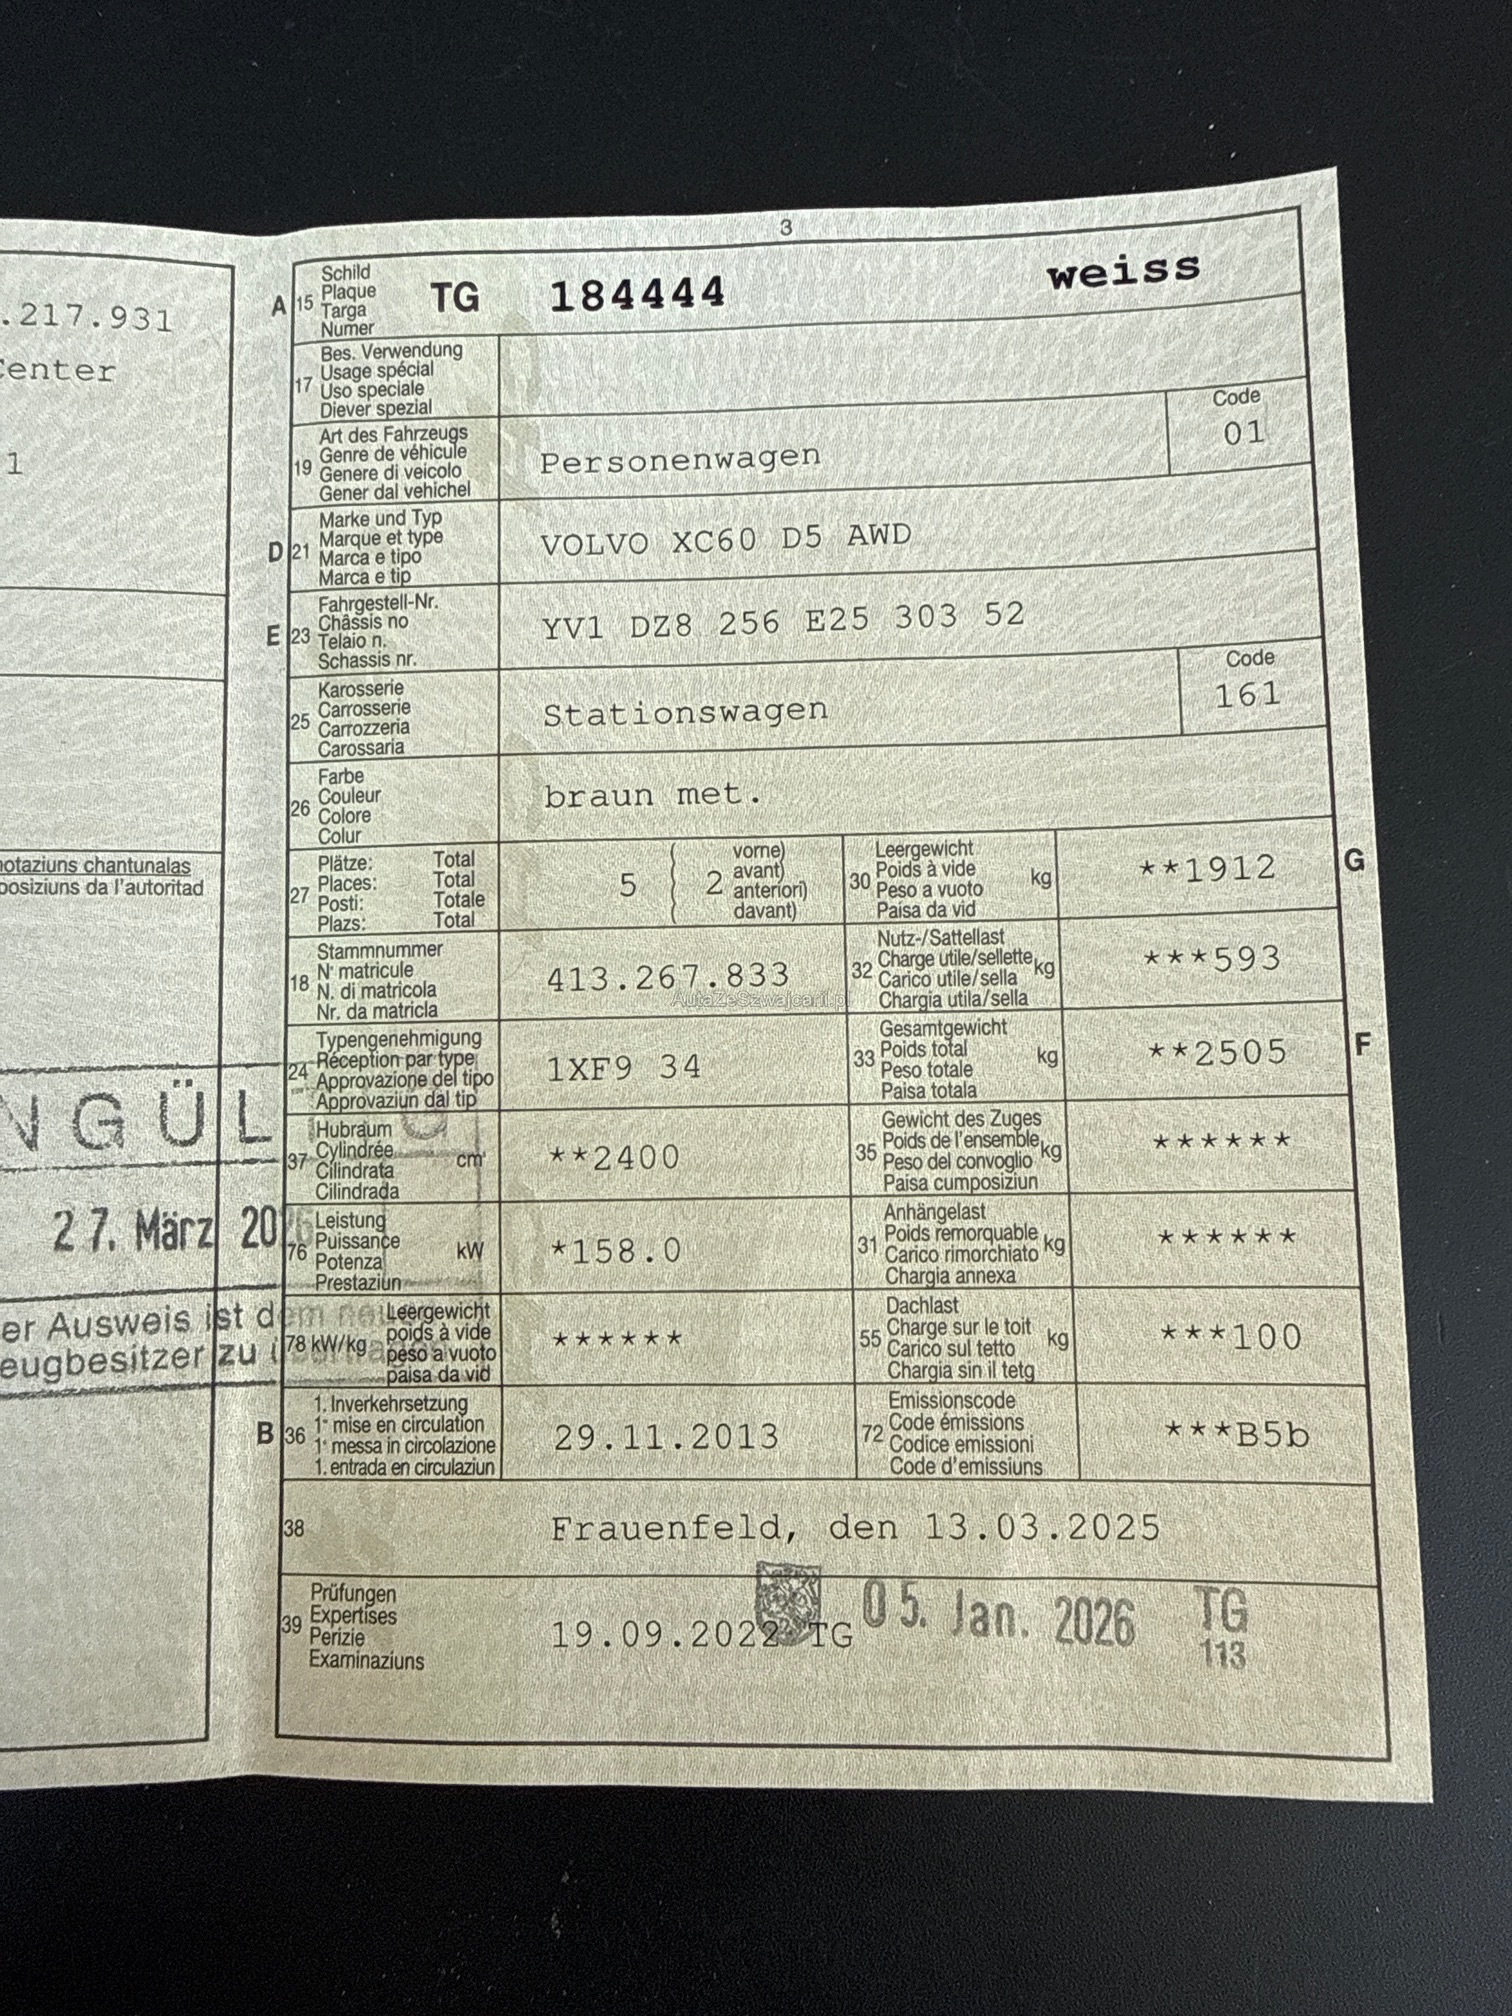 .217.931
enter
1
notaziuns chantunalas
posiziuns da l'autoritad
NGÜL
27. März 20
er Ausweis ist dem
eugbesitzer zu
3
A 15 Schild
Plaque
Targa
Numer
TG 184444 weiss
17 Bes. Verwendung
Usage spécial
Uso speciale
Diever spezial
19 Art des Fahrzeugs
Genre de véhicule
Genere di veicolo
Gener dal vehichel
Personenwagen
Code
01
D 21 Marke und Typ
Marque et type
Marca e tipo
Marca e tip
VOLVO XC60 D5 AWD
E 23 Fahrgestell-Nr.
Châssis no
Telaio n.
Schassis nr.
YV1 DZ8 256 E25 303 52
25 Karosserie
Carrosserie
Carrozzeria
Carossaria
Stationswagen
Code
161
26 Farbe
Couleur
Colore
Colur
braun met.
27 Plätze: Total
Places: Total
Posti: Totale
Plazs: Total
5 ( 2 vorne)
avant)
anteriori)
davant)
30 Leergewicht
Poids à vide
Peso a vuoto
Paisa da vid
kg **1912 G
18 Stammnummer
N° matricule
N. di matricola
Nr. da matricla
413.267.833
AutaZeSzwajcarii.pl
32 Nutz-/Sattellast
Charge utile/sellette
Carico utile/sella
Chargia utila/sella
kg ***593
24 Typengenehmigung
Réception par type
Approvazione del tipo
Approvaziun dal tip
1XF9 34
33 Gesamtgewicht
Poids total
Peso totale
Paisa totala
kg **2505 F
37 Hubraum
Cylindrée
Cilindrata
Cilindrada
cm³ **2400
35 Gewicht des Zuges
Poids de l'ensemble
Peso del convoglio
Paisa cumposiziun
kg ******
76 Leistung
Puissance
Potenza
Prestaziun
kW *158.0
31 Anhängelast
Poids remorquable
Carico rimorchiato
Chargia annexa
kg ******
78 kW/kg Leergewicht
poids à vide
peso a vuoto
paisa da vid
******
55 Dachlast
Charge sur le toit
Carico sul tetto
Chargia sin il tetg
kg ***100
B 36 1. Inverkehrsetzung
1e mise en circulation
1a messa in circolazione
1. entrada en circulaziun
29.11.2013
72 Emissionscode
Code émissions
Codice emissioni
Code d'emissiuns
***B5b
38 Frauenfeld, den 13.03.2025
39 Prüfungen
Expertises
Perizie
Examinaziuns
19.09.2022 TG
05. Jan. 2026 TG
113